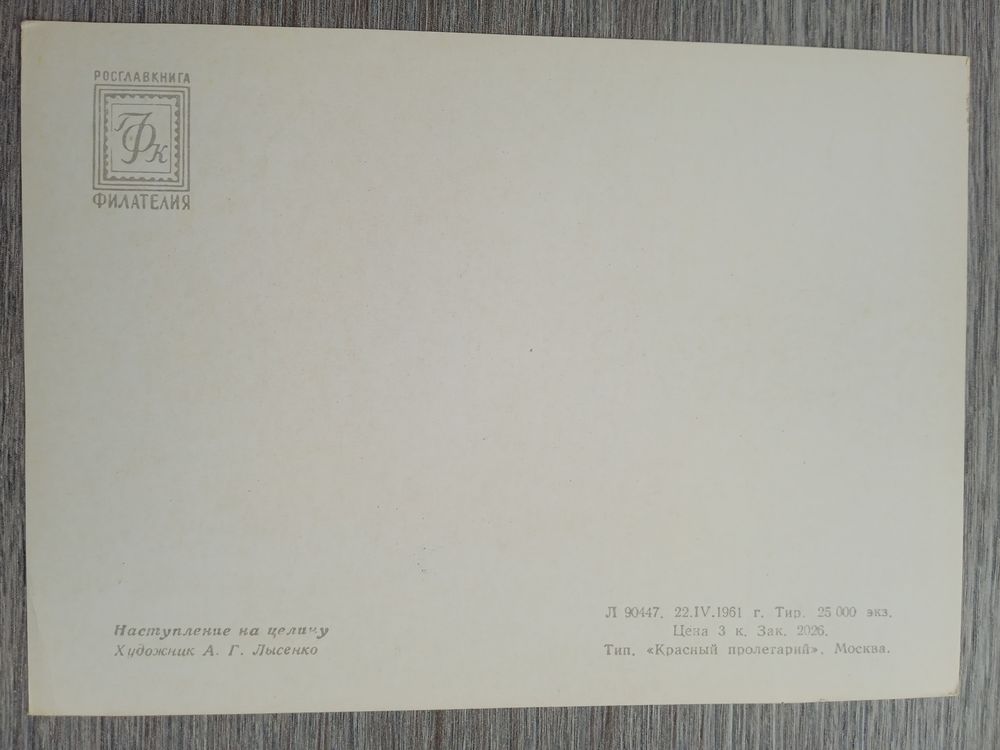 РОСГЛАВКНИГА
ФК
ФИЛАТЕЛИЯ
Наступление на целину
Художник А. Г. Лысенко
Л 90447. 22.IV.1961 г. Тир. 25 000 экз.
Цена 3 к. Зак. 2026.
Тип. «Красный пролетарий». Москва.